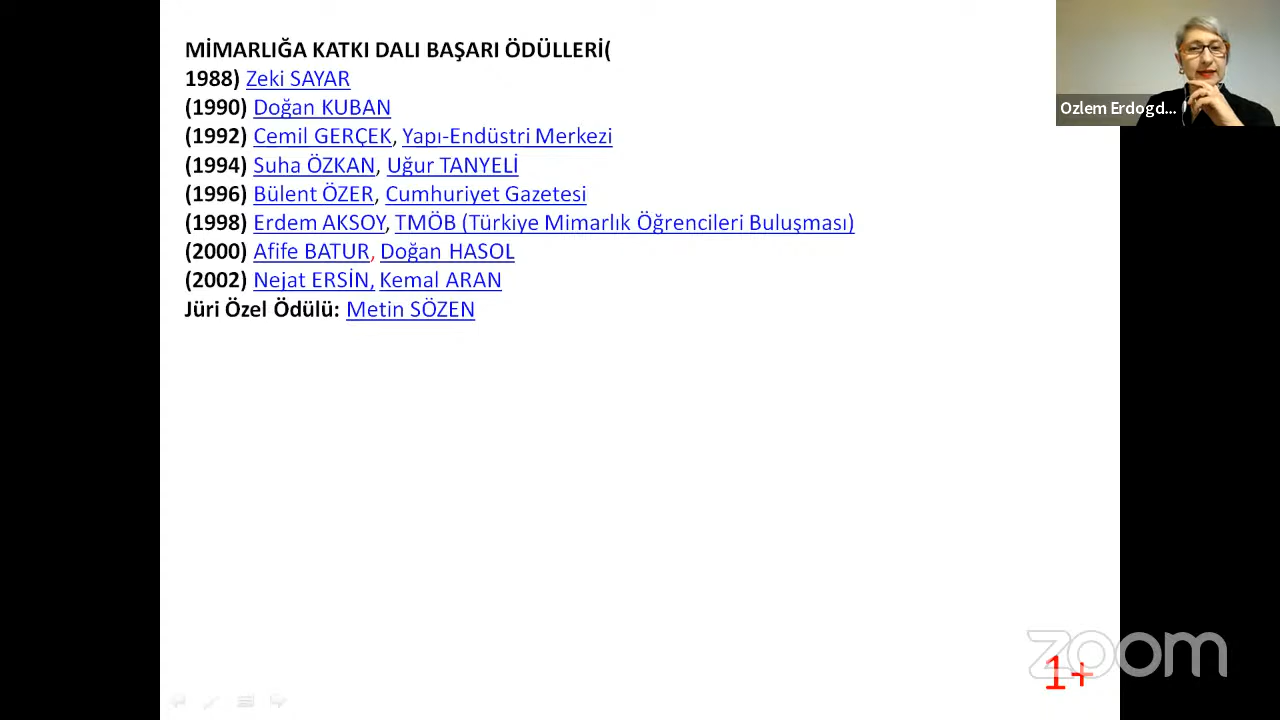 MİMARLIĞA KATKI DALI BAŞARI ÖDÜLLERİ(
1988) Zeki SAYAR
(1990) Doğan KUBAN
(1992) Cemil GERÇEK, Yapı-Endüstri Merkezi
(1994) Suha ÖZKAN, Uğur TANYELİ
(1996) Bülent ÖZER, Cumhuriyet Gazetesi
(1998) Erdem AKSOY, TMÖB (Türkiye Mimarlık Öğrencileri Buluşması)
(2000) Afife BATUR, Doğan HASOL
(2002) Nejat ERSİN, Kemal ARAN
Jüri Özel Ödülü: Metin SÖZEN
Ozlem Erdogd...
zoom
1+